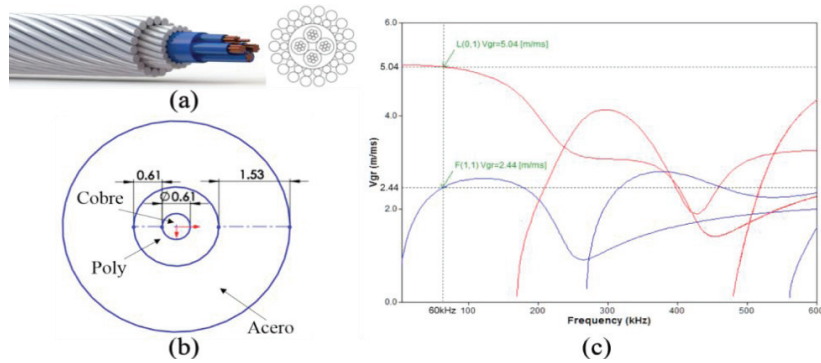 (a)
0.61
1.53
Cobre
Ø0.61
Poly
Acero
(b)
6.0
5.04
4.0
2.44
2.0
0.0
Vgr (m/ms)
L(0,1) Vgr=5.04 [m/ms]
F(1,1) Vgr=2.44 [m/ms]
60kHz 100 200 300 400 500 600
Frequency (kHz)
(c)